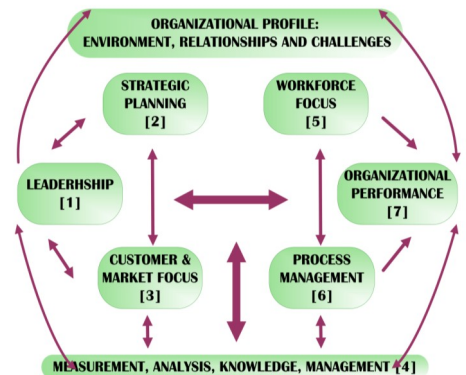 ORGANIZATIONAL PROFILE:
ENVIRONMENT, RELATIONSHIPS AND CHALLENGES
STRATEGIC
PLANNING
[2]
WORKFORCE
FOCUS
[5]
LEADERHSHIP
[1]
ORGANIZATIONAL
PERFORMANCE
[7]
CUSTOMER &
MARKET FOCUS
[3]
PROCESS
MANAGEMENT
[6]
MEASUREMENT, ANALYSIS, KNOWLEDGE, MANAGEMENT [4]